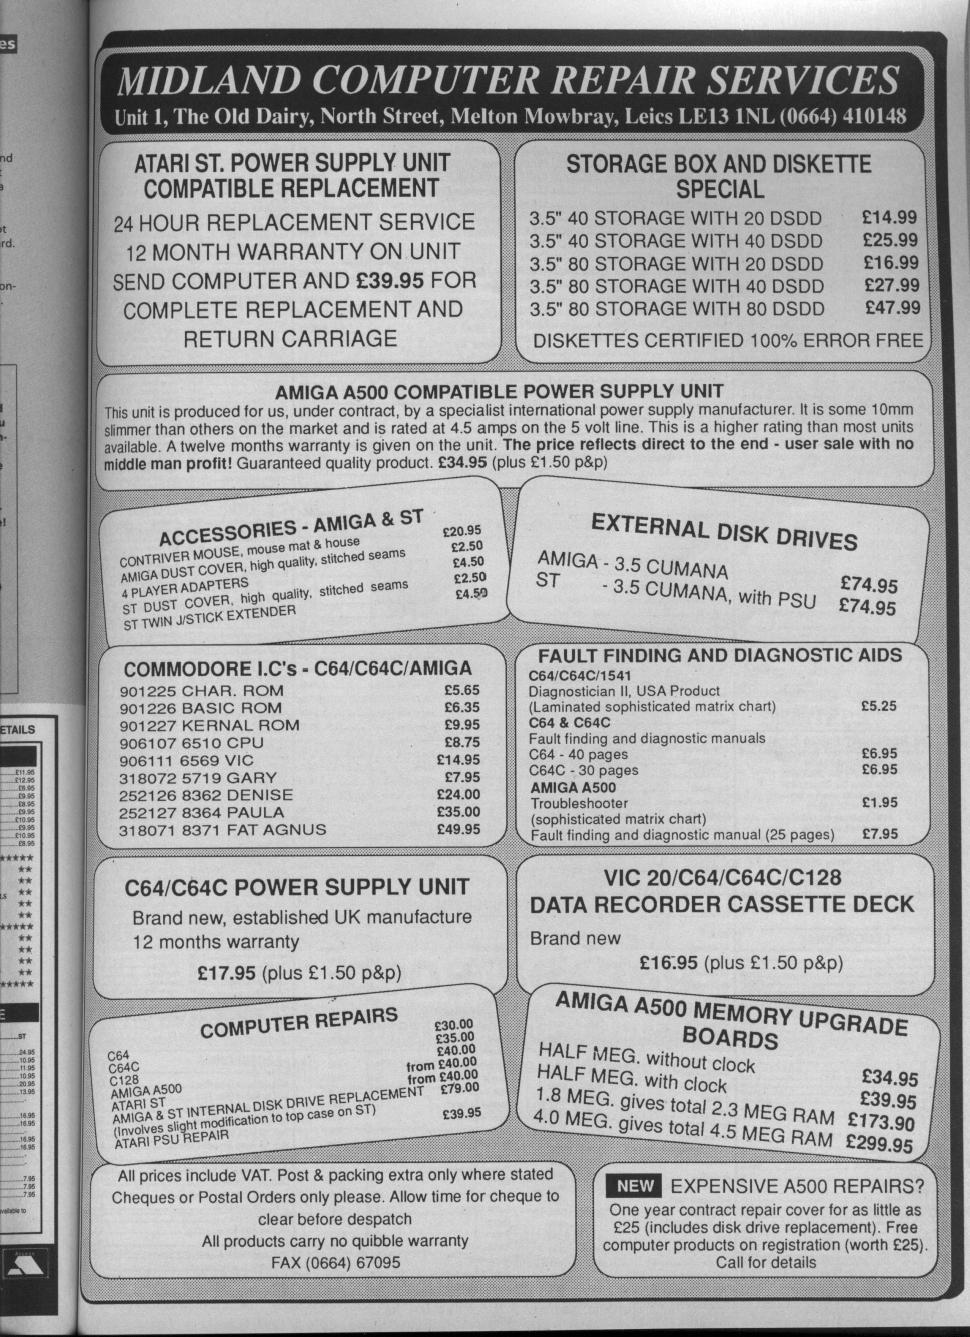 MIDLAND COMPUTER REPAIR SERVICES
Unit 1, The Old Dairy, North Street, Melton Mowbray, Leics LE13 1NL (0664) 410148
ATARI ST. POWER SUPPLY UNIT
COMPATIBLE REPLACEMENT
24 HOUR REPLACEMENT SERVICE
12 MONTH WARRANTY ON UNIT
SEND COMPUTER AND £39.95 FOR
COMPLETE REPLACEMENT AND
RETURN CARRIAGE
STORAGE BOX AND DISKETTE
SPECIAL
3.5" 40 STORAGE WITH 20 DSDD £14.99
3.5" 40 STORAGE WITH 40 DSDD £25.99
3.5" 80 STORAGE WITH 20 DSDD £16.99
3.5" 80 STORAGE WITH 40 DSDD £27.99
3.5" 80 STORAGE WITH 80 DSDD £47.99
DISKETTES CERTIFIED 100% ERROR FREE
AMIGA A500 COMPATIBLE POWER SUPPLY UNIT
This unit is produced for us, under contract, by a specialist international power supply manufacturer. It is some 10mm
slimmer than others on the market and is rated at 4.5 amps on the 5 volt line. This is a higher rating than most units
available. A twelve months warranty is given on the unit. The price reflects direct to the end - user sale with no
middle man profit! Guaranteed quality product. £34.95 (plus £1.50 p&p)
ACCESSORIES - AMIGA & ST
CONTRIVER MOUSE, mouse mat & house £20.95
AMIGA DUST COVER, high quality, stitched seams £2.50
4 PLAYER ADAPTERS £4.50
ST DUST COVER, high quality, stitched seams £2.50
ST TWIN J/STICK EXTENDER £4.50
EXTERNAL DISK DRIVES
AMIGA - 3.5 CUMANA £74.95
ST - 3.5 CUMANA, with PSU £74.95
COMMODORE I.C's - C64/C64C/AMIGA
901225 CHAR. ROM £5.65
901226 BASIC ROM £6.35
901227 KERNAL ROM £9.95
906107 6510 CPU £8.75
906111 6569 VIC £14.95
318072 5719 GARY £7.95
252126 8362 DENISE £24.00
252127 8364 PAULA £35.00
318071 8371 FAT AGNUS £49.95
FAULT FINDING AND DIAGNOSTIC AIDS
C64/C64C/1541
Diagnostician II, USA Product
(Laminated sophisticated matrix chart) £5.25
C64 & C64C
Fault finding and diagnostic manuals
C64 - 40 pages £6.95
C64C - 30 pages £6.95
AMIGA A500
Troubleshooter £1.95
(sophisticated matrix chart)
Fault finding and diagnostic manual (25 pages) £7.95
C64/C64C POWER SUPPLY UNIT
Brand new, established UK manufacture
12 months warranty
£17.95 (plus £1.50 p&p)
VIC 20/C64/C64C/C128
DATA RECORDER CASSETTE DECK
Brand new
£16.95 (plus £1.50 p&p)
COMPUTER REPAIRS
C64 £30.00
C64C £35.00
C128 £40.00
AMIGA A500 from £40.00
ATARI ST from £40.00
AMIGA & ST INTERNAL DISK DRIVE REPLACEMENT £79.00
(Involves slight modification to top case on ST)
ATARI PSU REPAIR £39.95
AMIGA A500 MEMORY UPGRADE
BOARDS
HALF MEG. without clock £34.95
HALF MEG. with clock £39.95
1.8 MEG. gives total 2.3 MEG RAM £173.90
4.0 MEG. gives total 4.5 MEG RAM £299.95
All prices include VAT. Post & packing extra only where stated
Cheques or Postal Orders only please. Allow time for cheque to
clear before despatch
All products carry no quibble warranty
FAX (0664) 67095
NEW EXPENSIVE A500 REPAIRS?
One year contract repair cover for as little as
£25 (includes disk drive replacement). Free
computer products on registration (worth £25).
Call for details